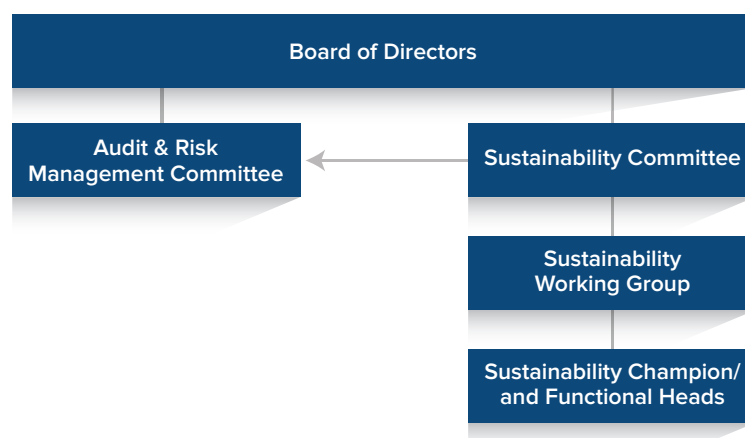 Board of Directors
Audit & Risk
Management Committee
Sustainability Committee
Sustainability
Working Group
Sustainability Champion/
and Functional Heads